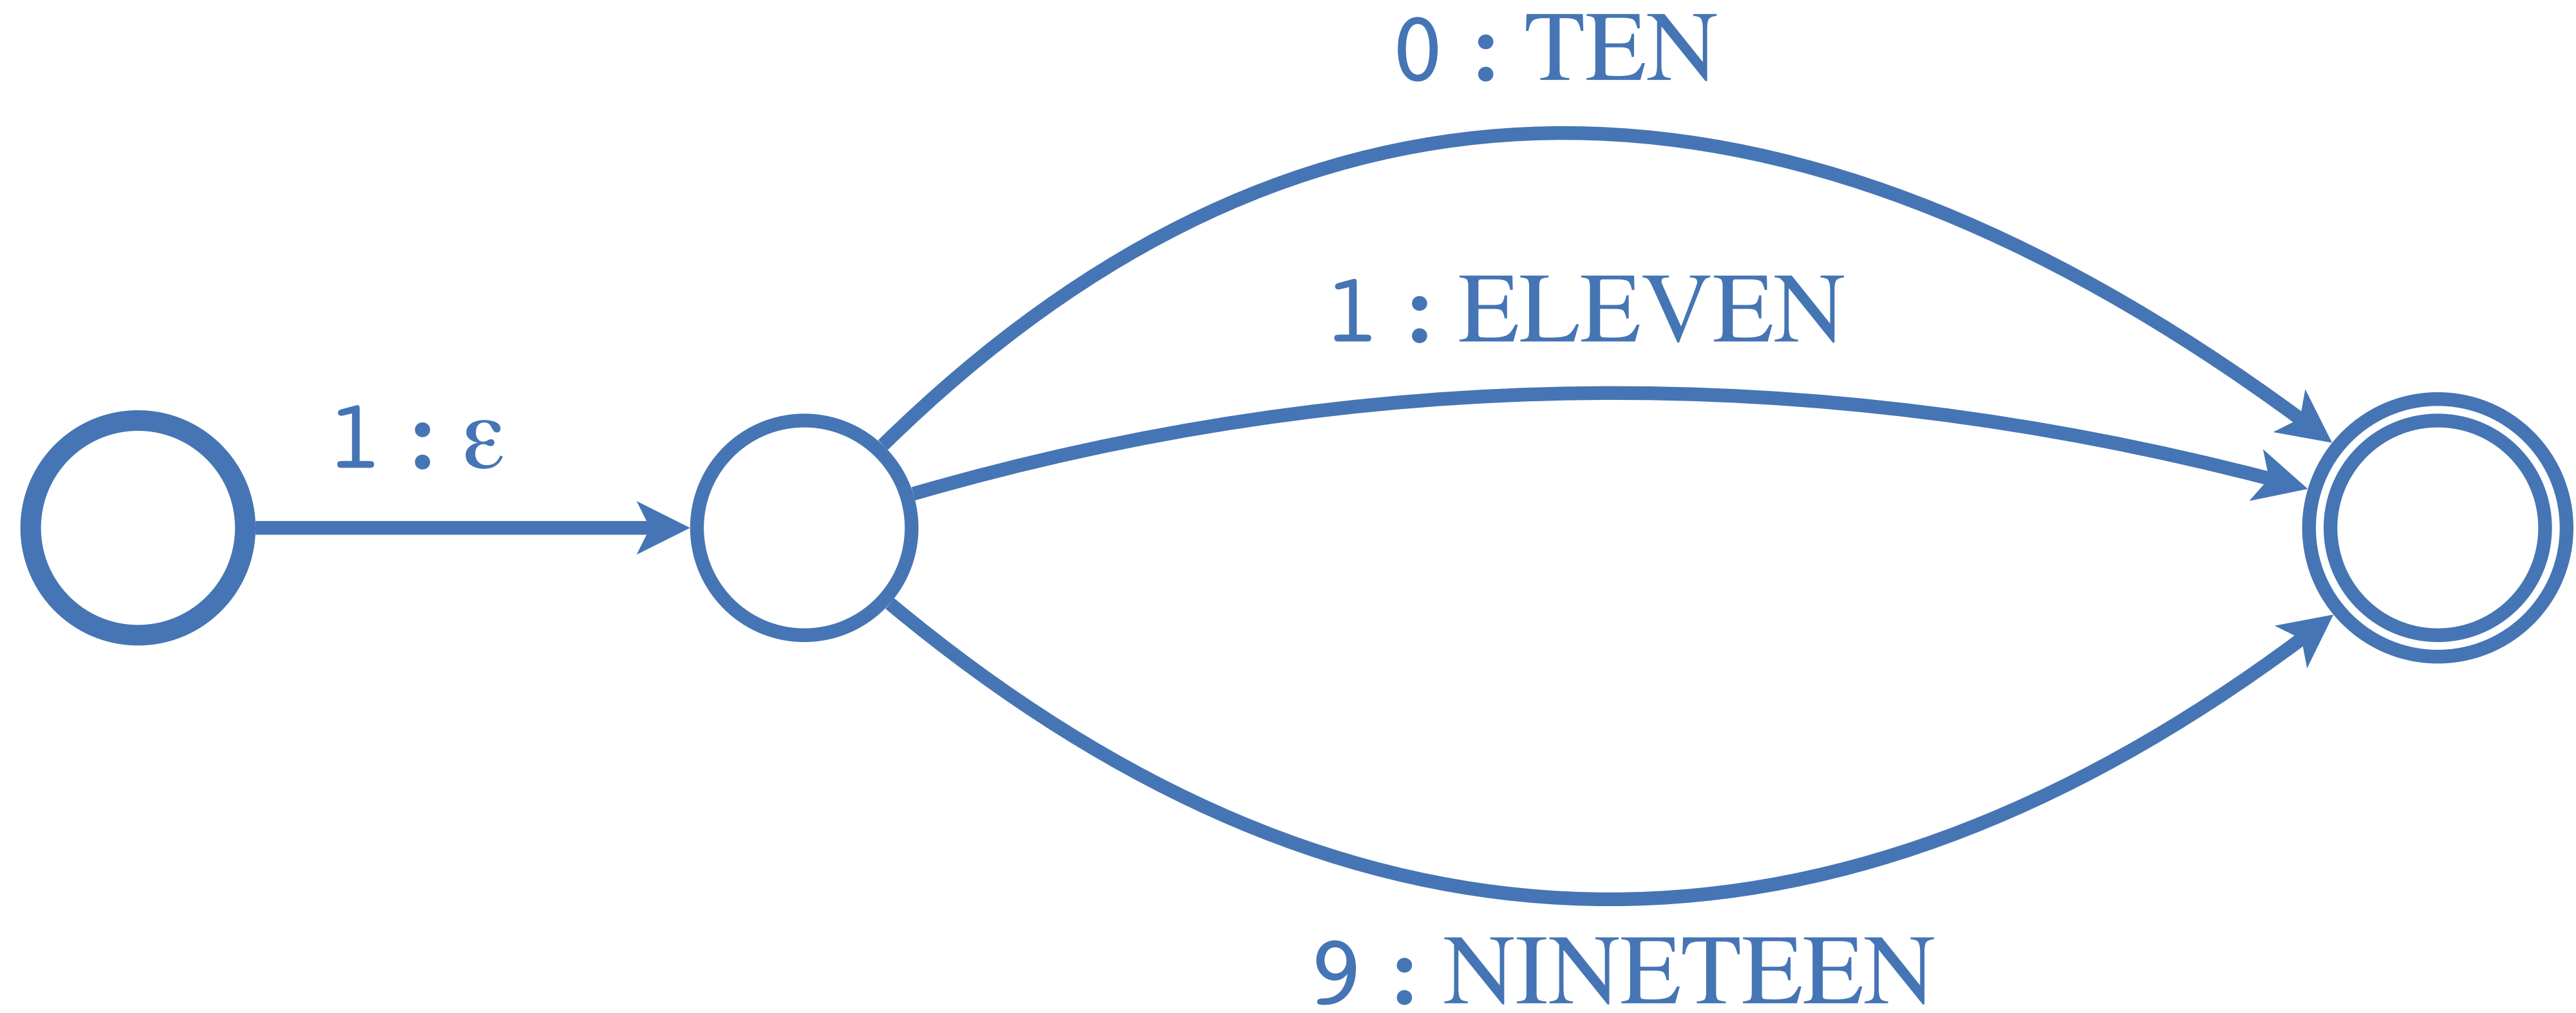 0 : TEN
1 : ELEVEN
1 : ε
9 : NINETEEN